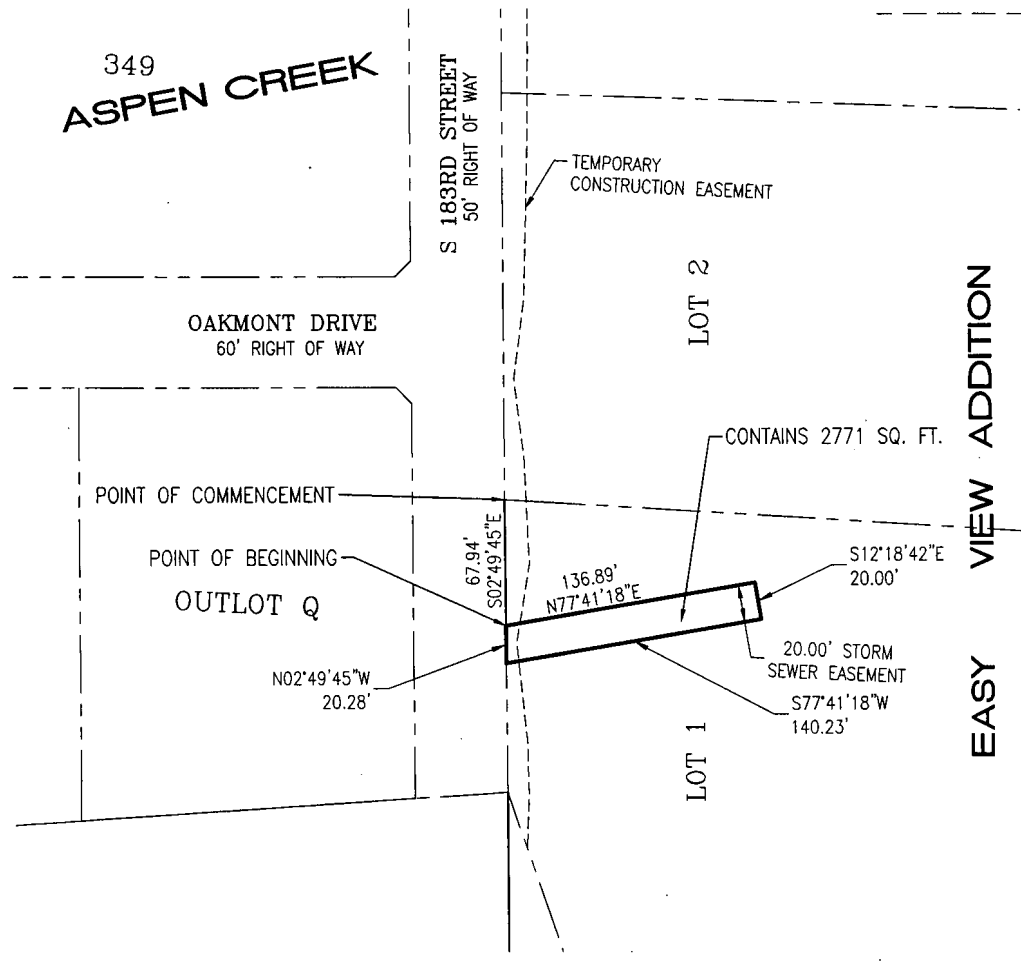 349
ASPEN CREEK
S 183RD STREET
50' RIGHT OF WAY
TEMPORARY
CONSTRUCTION EASEMENT
LOT 2
OAKMONT DRIVE
60' RIGHT OF WAY
EASY VIEW ADDITION
CONTAINS 2771 SQ. FT.
POINT OF COMMENCEMENT
67.94'
S02°49'45"E
POINT OF BEGINNING
136.89'
N77°41'18"E
S12°18'42"E
20.00'
OUTLOT Q
N02°49'45"W
20.28'
20.00' STORM
SEWER EASEMENT
S77°41'18"W
140.23'
LOT 1